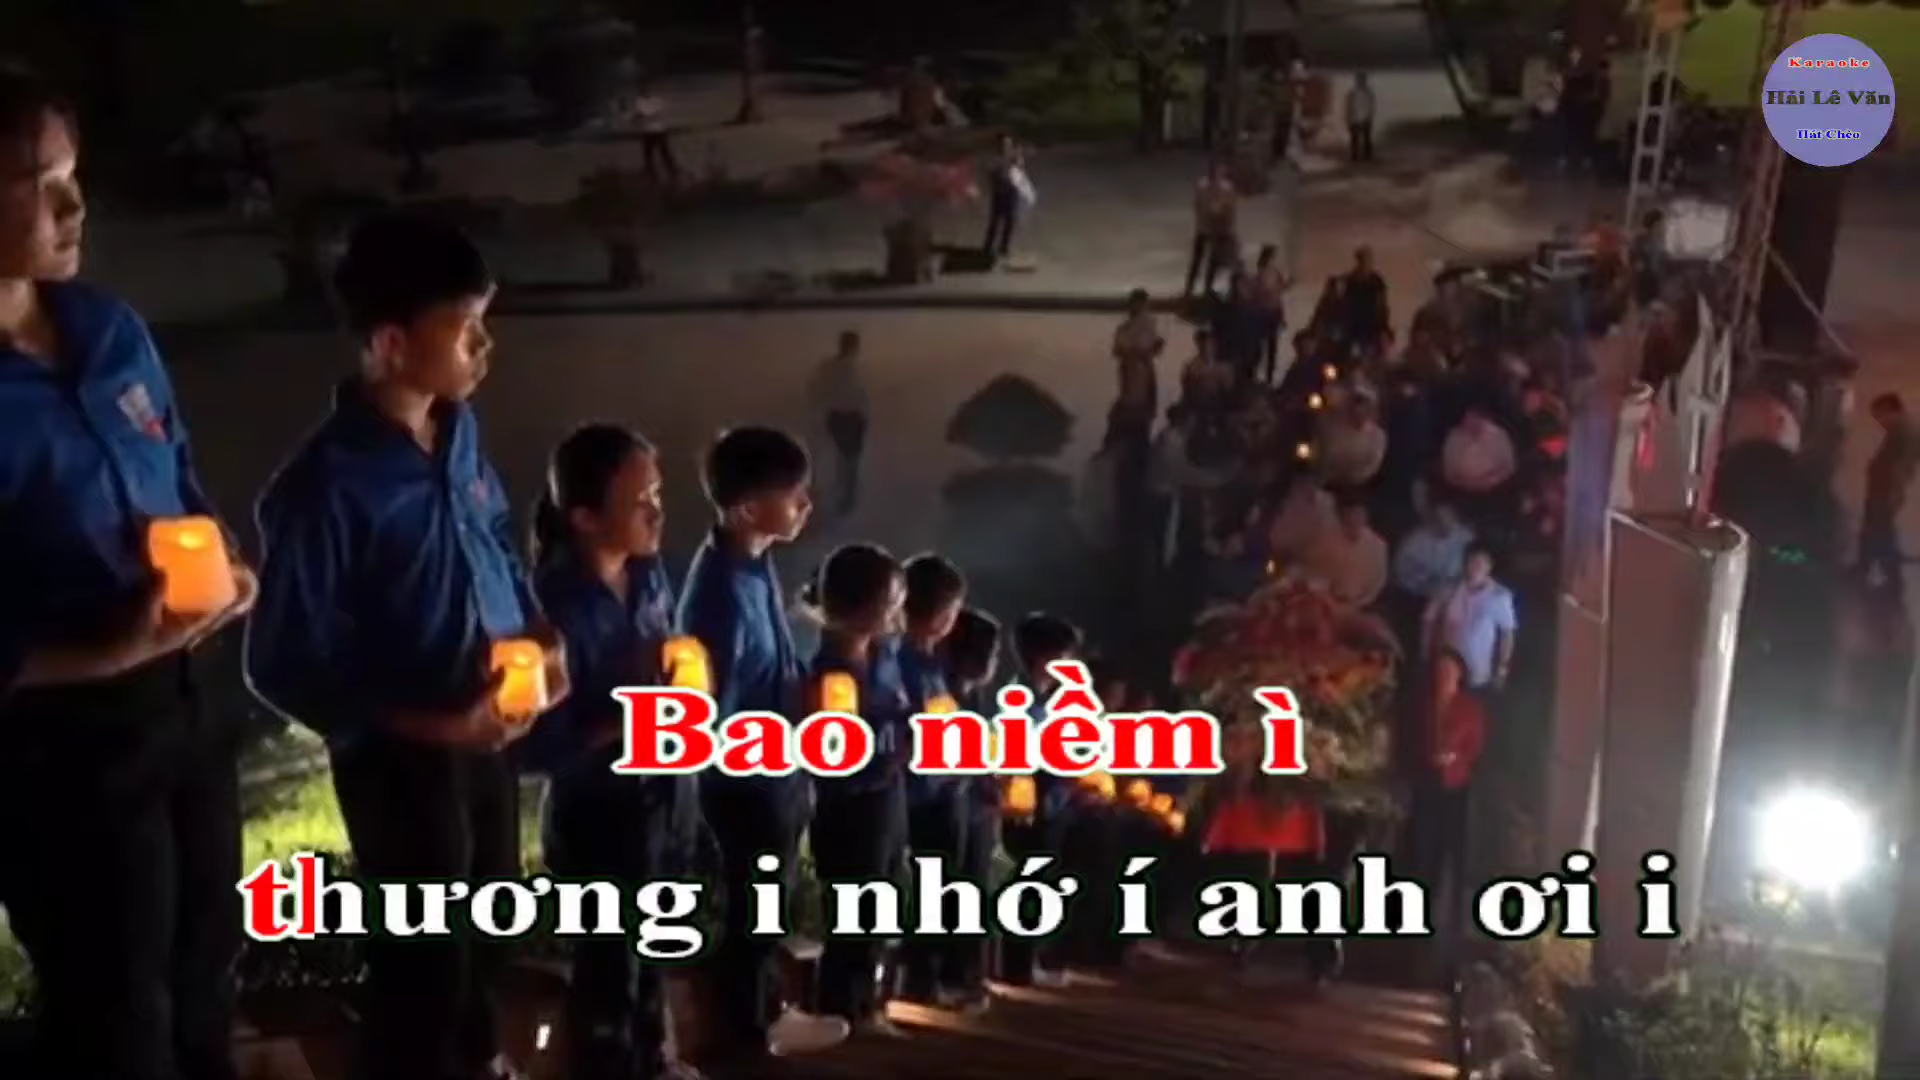 Karaoke
Hải Lê Văn
Hát Chèo
Bao niềm ì
thương i nhớ í anh ơi i